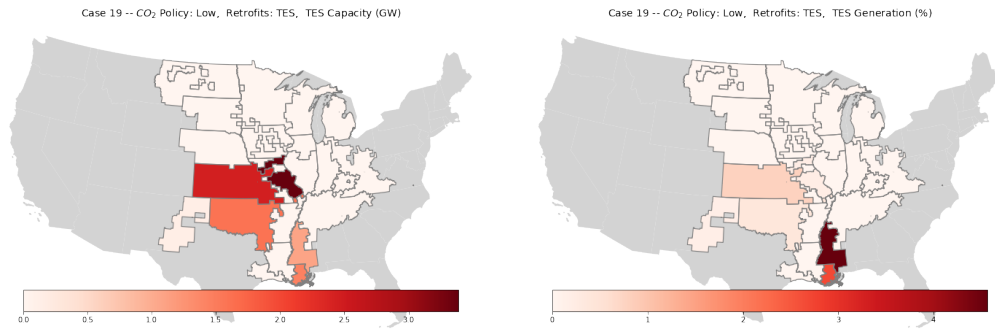 Case 19 -- CO₂ Policy: Low,  Retrofits: TES,  TES Capacity (GW)
Case 19 -- CO₂ Policy: Low,  Retrofits: TES,  TES Generation (%)
0.0 0.5 1.0 1.5 2.0 2.5 3.0
0 1 2 3 4